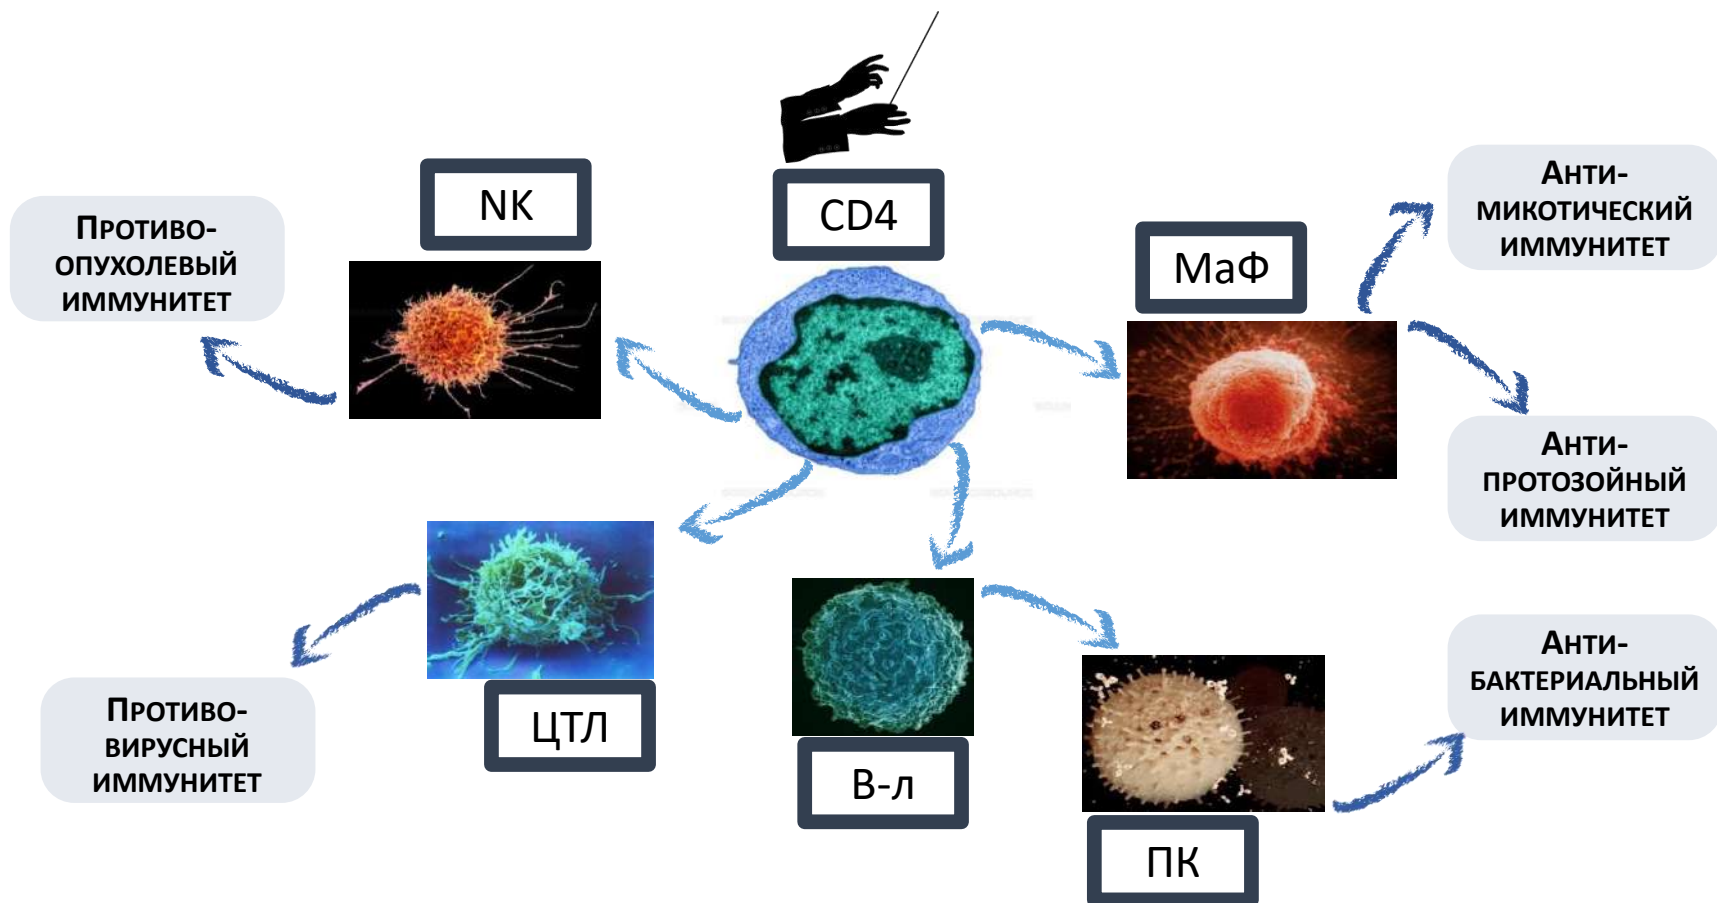 NK
CD4
МаФ
ПРОТИВО-
ОПУХОЛЕВЫЙ
ИММУНИТЕТ
АНТИ-
МИКОТИЧЕСКИЙ
ИММУНИТЕТ
АНТИ-
ПРОТОЗОЙНЫЙ
ИММУНИТЕТ
ЦТЛ
ПРОТИВО-
ВИРУСНЫЙ
ИММУНИТЕТ
В-л
ПК
АНТИ-
БАКТЕРИАЛЬНЫЙ
ИММУНИТЕТ